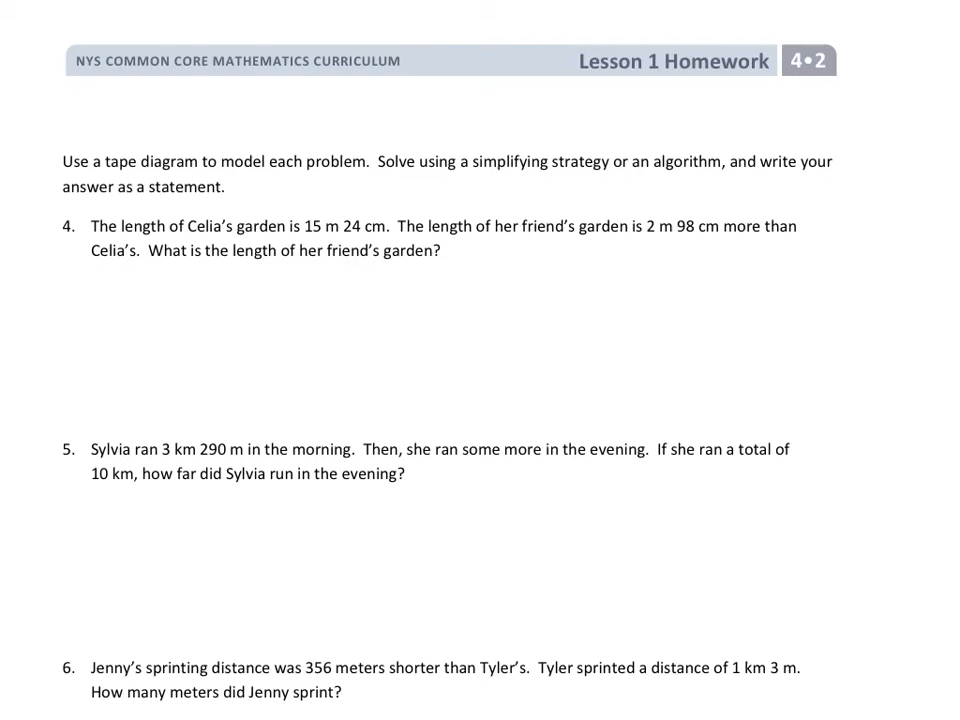 NYS COMMON CORE MATHEMATICS CURRICULUM Lesson 1 Homework 4•2
Use a tape diagram to model each problem. Solve using a simplifying strategy or an algorithm, and write your
answer as a statement.
4. The length of Celia’s garden is 15 m 24 cm. The length of her friend’s garden is 2 m 98 cm more than
Celia’s. What is the length of her friend’s garden?
5. Sylvia ran 3 km 290 m in the morning. Then, she ran some more in the evening. If she ran a total of
10 km, how far did Sylvia run in the evening?
6. Jenny’s sprinting distance was 356 meters shorter than Tyler’s. Tyler sprinted a distance of 1 km 3 m.
How many meters did Jenny sprint?